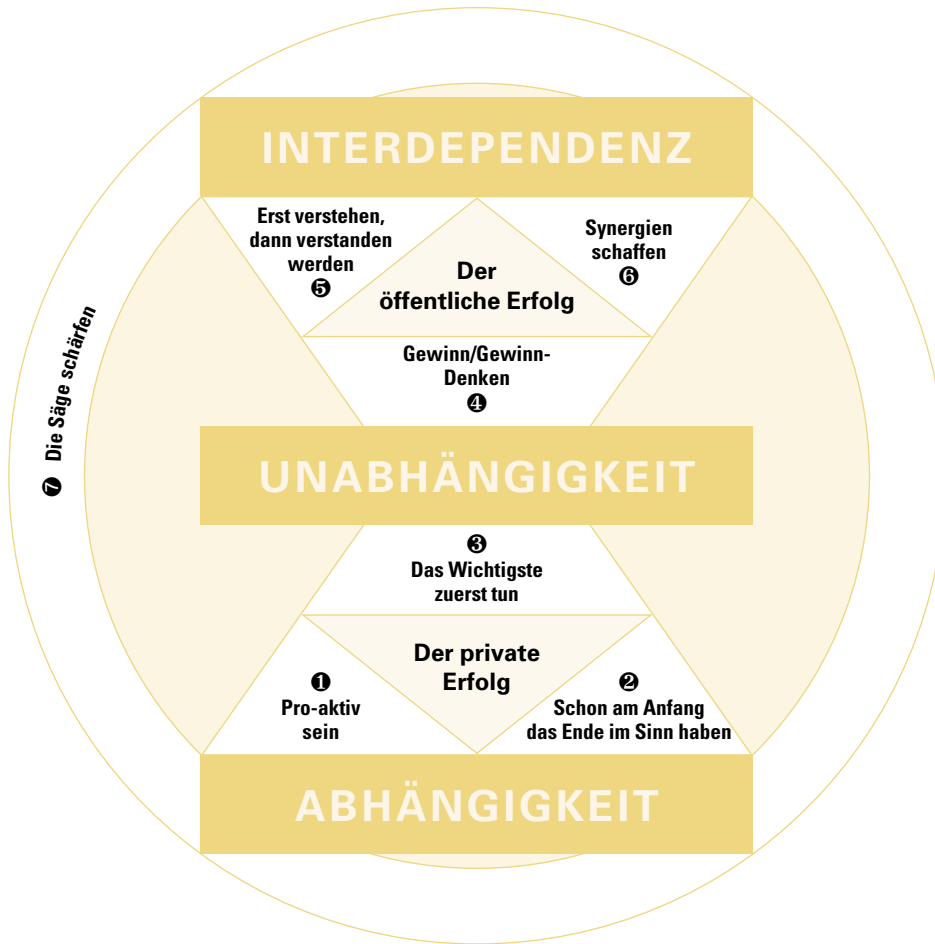 INTERDEPENDENZ
Erst verstehen,
dann verstanden
werden
❺
Synergien
schaffen
❻
Der
öffentliche Erfolg
Gewinn/Gewinn-
Denken
❹
❼ Die Säge schärfen
UNABHÄNGIGKEIT
❸
Das Wichtigste
zuerst tun
Der private
Erfolg
❶
Pro-aktiv
sein
❷
Schon am Anfang
das Ende im Sinn haben
ABHÄNGIGKEIT